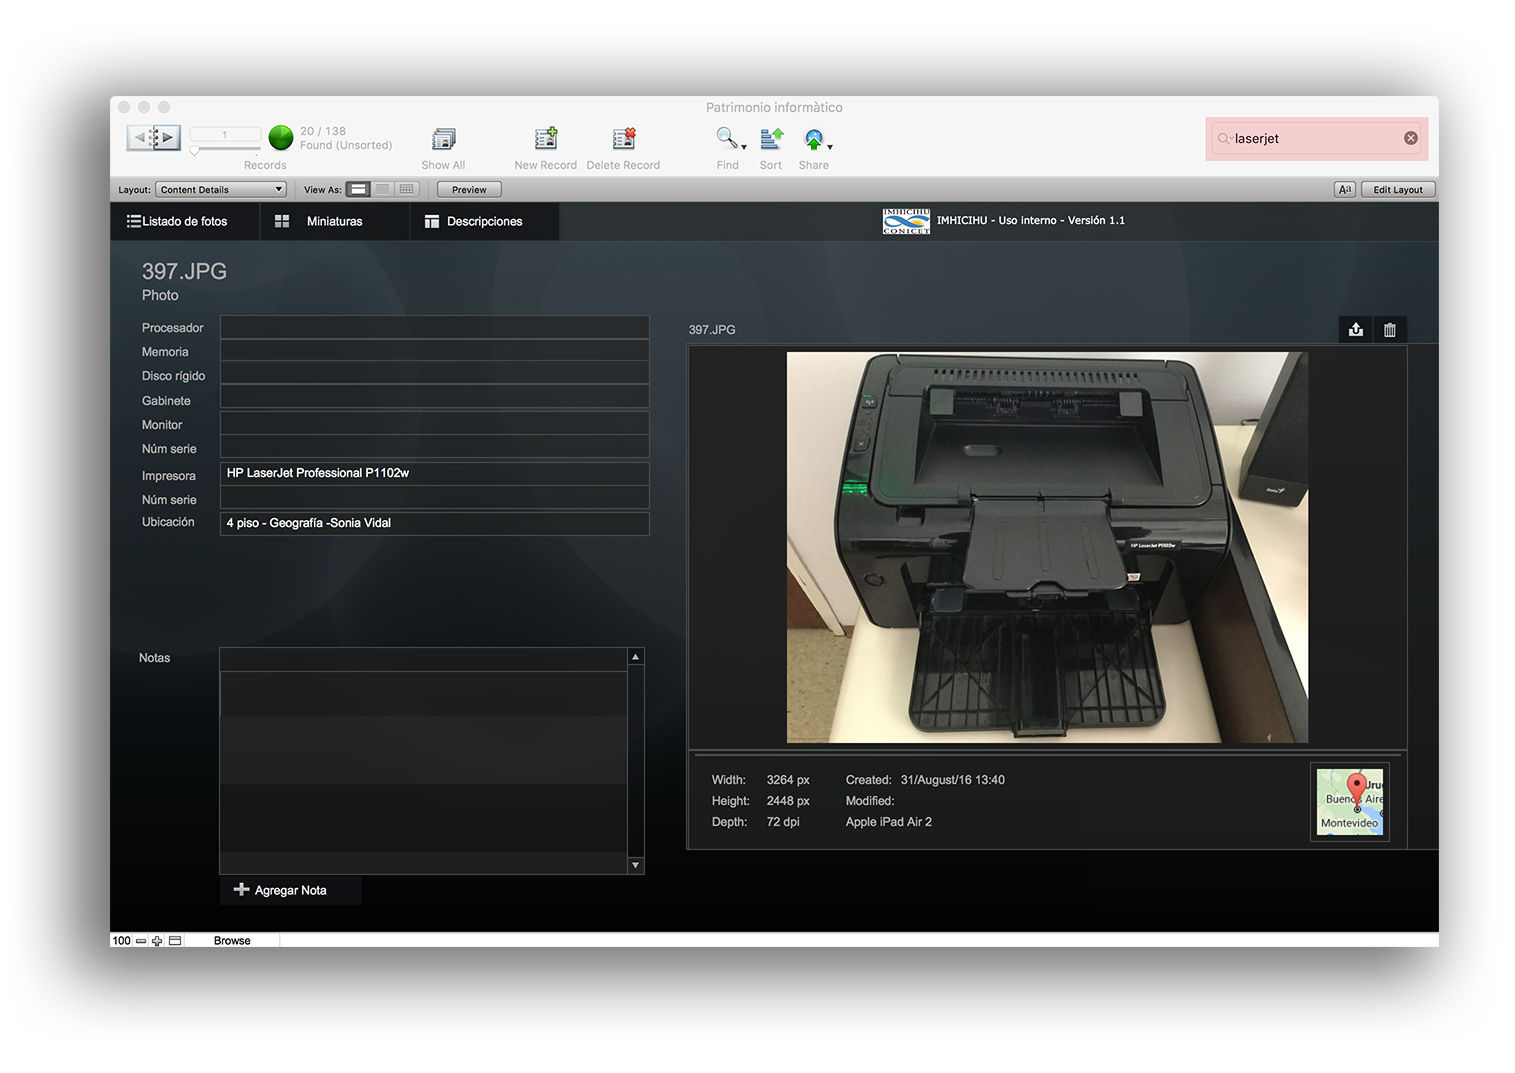 Patrimonio informàtico
1
20 / 138
Found (Unsorted)
Records
Show All
New Record
Delete Record
Find
Sort
Share
laserjet
Layout:
Content Details
View As:
Preview
Aa
Edit Layout
Listado de fotos
Miniaturas
Descripciones
IMHICIHU
CONICET
IMHICIHU - Uso interno - Versión 1.1
397.JPG
Photo
Procesador
Memoria
Disco rígido
Gabinete
Monitor
Núm serie
Impresora
HP LaserJet Professional P1102w
Núm serie
Ubicación
4 piso - Geografía -Sonia Vidal
Notas
Agregar Nota
397.JPG
HP LaserJet P1102w
Width: 3264 px
Created: 31/August/16 13:40
Height: 2448 px
Modified:
Depth: 72 dpi
Apple iPad Air 2
Uru
Buenos Aire
Montevideo
100
Browse